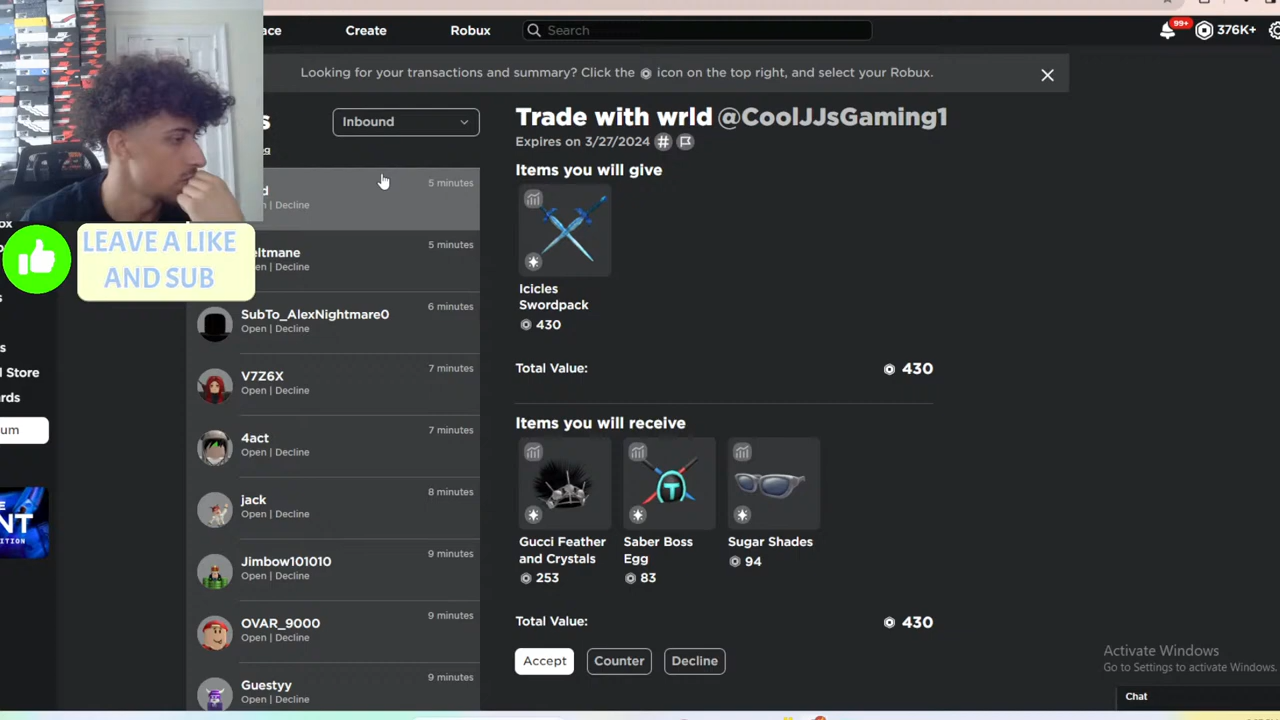 Create
Robux
Search
99+
376K+
Looking for your transactions and summary? Click the icon on the top right, and select your Robux.
Inbound
5 minutes
Open | Decline
5 minutes
Open | Decline
SubTo_AlexNightmare0
6 minutes
Open | Decline
V7Z6X
7 minutes
Open | Decline
4act
7 minutes
Open | Decline
jack
8 minutes
Open | Decline
Jimbow101010
9 minutes
Open | Decline
OVAR_9000
9 minutes
Open | Decline
Guestyy
9 minutes
Open | Decline
LEAVE A LIKE
AND SUB
Trade with wrld @CoolJJsGaming1
Expires on 3/27/2024
Items you will give
Icicles
Swordpack
430
Total Value:
430
Items you will receive
Gucci Feather
and Crystals
253
Saber Boss
Egg
83
Sugar Shades
94
Total Value:
430
Accept
Counter
Decline
Activate Windows
Go to Settings to activate Windows.
Chat